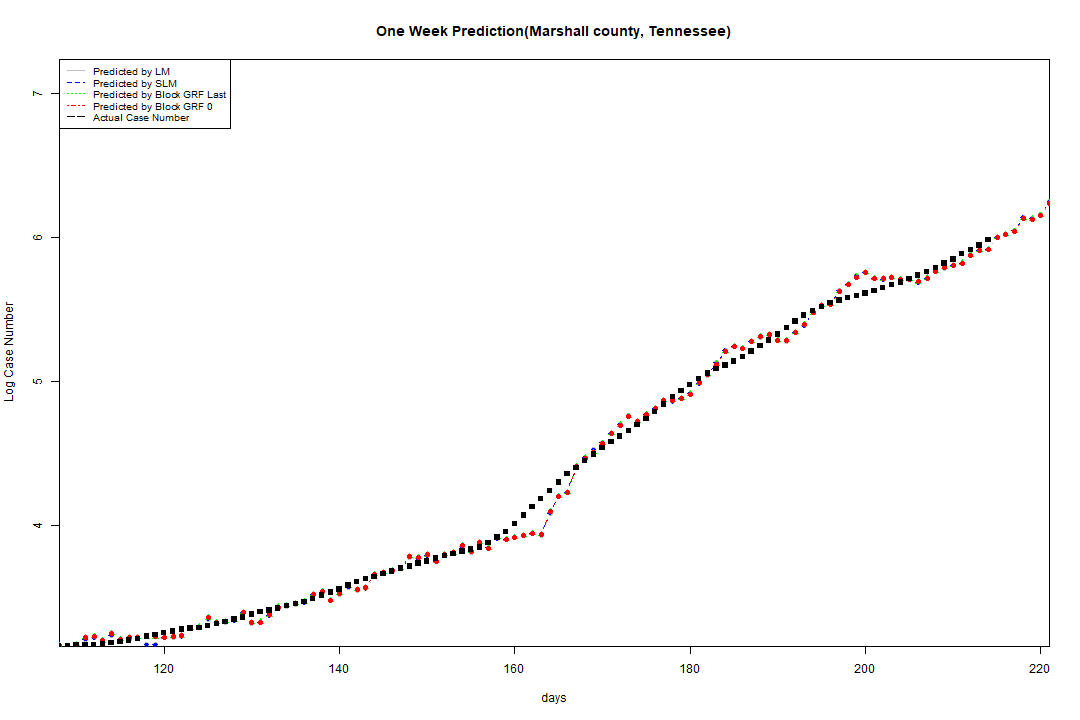 One Week Prediction(Marshall county, Tennessee)
Predicted by LM
Predicted by SLM
Predicted by Block GRF Last
Predicted by Block GRF 0
Actual Case Number
7
6
5
4
Log Case Number
120 140 160 180 200 220
days